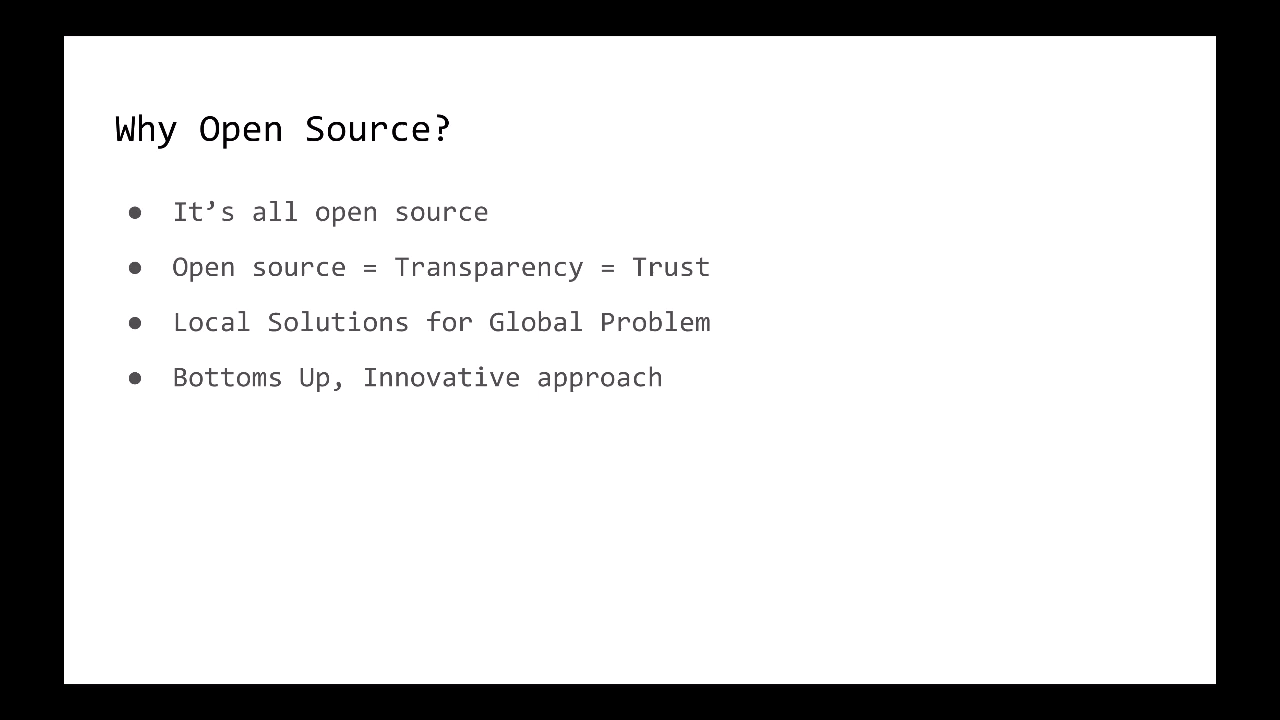 Why Open Source?
● It’s all open source
● Open source = Transparency = Trust
● Local Solutions for Global Problem
● Bottoms Up, Innovative approach